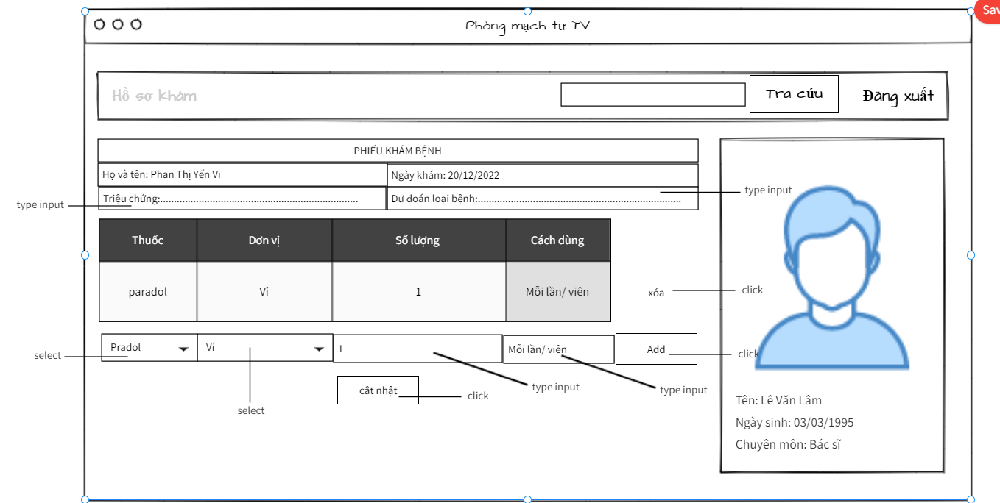 Sav
Phòng mạch tư TV
Hồ sơ khám
Tra cứu
Đăng xuất
PHIẾU KHÁM BỆNH
Họ và tên: Phan Thị Yến Vi
Ngày khám: 20/12/2022
type input
Triệu chứng:................................................................
Dự đoán loại bệnh:..................................................................
type input
Thuốc
Đơn vị
Số lượng
Cách dùng
paradol
Vỉ
1
Mỗi lần/ viên
xóa
click
select
Pradol
Vỉ
1
Mỗi lần/ viên
Add
click
cật nhật
click
type input
type input
select
Tên: Lê Văn Lâm
Ngày sinh: 03/03/1995
Chuyên môn: Bác sĩ